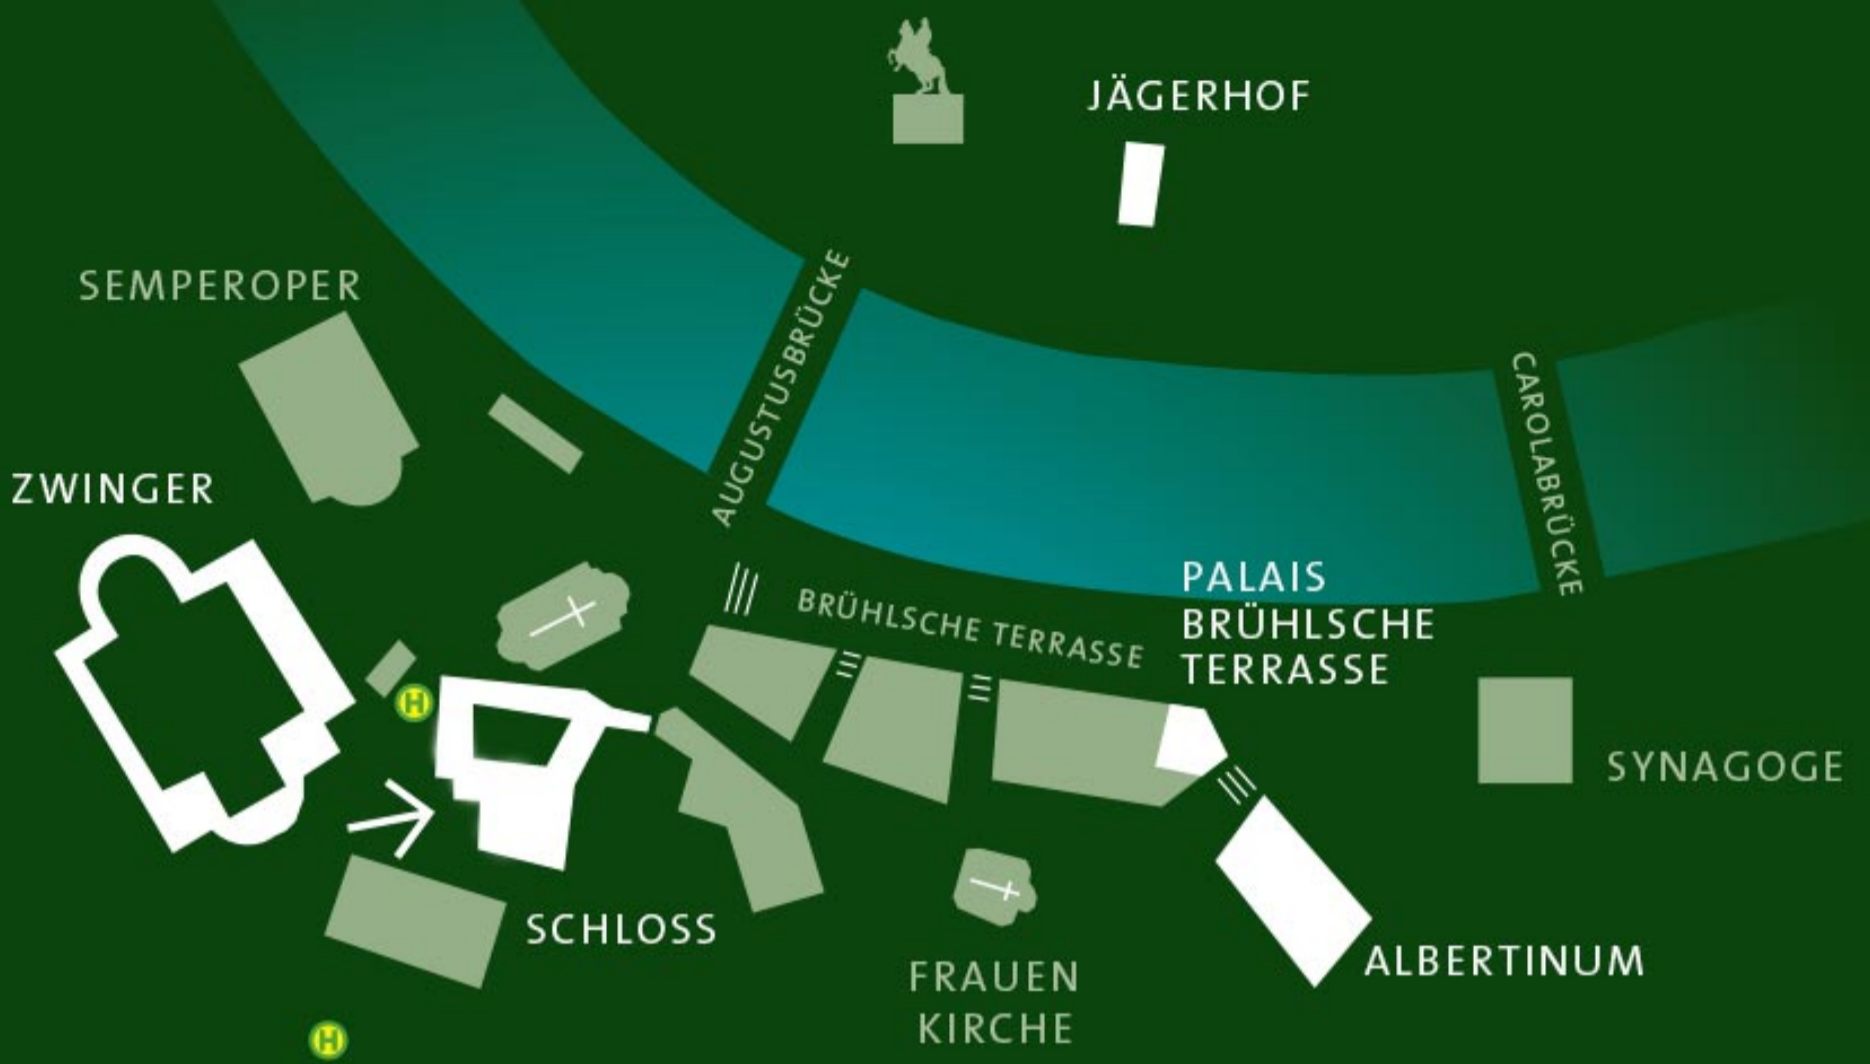 JÄGERHOF
SEMPEROPER
AUGUSTUSBRÜCKE
CAROLABRÜCKE
ZWINGER
PALAIS
BRÜHLSCHE
TERRASSE
BRÜHLSCHE TERRASSE
H
SYNAGOGE
SCHLOSS
ALBERTINUM
FRAUEN
KIRCHE
H